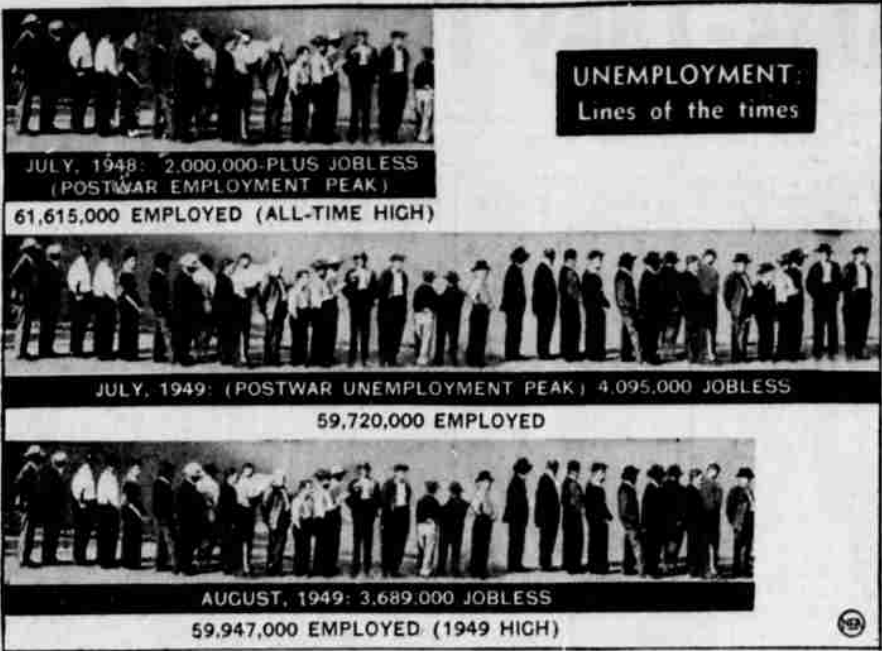 UNEMPLOYMENT:
Lines of the times
JULY, 1948: 2,000,000-PLUS JOBLESS
(POSTWAR EMPLOYMENT PEAK)
61,615,000 EMPLOYED (ALL-TIME HIGH)
JULY, 1949: (POSTWAR UNEMPLOYMENT PEAK) 4,095,000 JOBLESS
59,720,000 EMPLOYED
AUGUST, 1949: 3,689,000 JOBLESS
59,947,000 EMPLOYED (1949 HIGH)
NEA